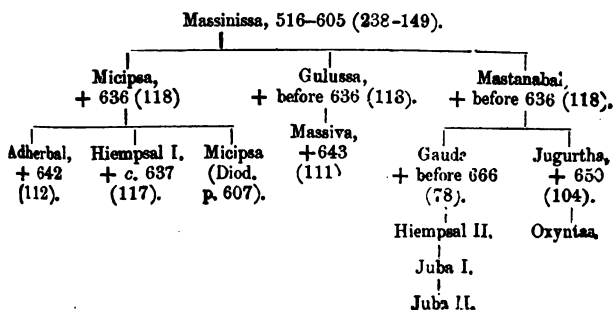 Massinissa, 516–605 (238-149).
Micipsa, Gulussa, Mastanabal,
+ 636 (118) + before 636 (118). + before 636 (118).
Massiva,
+643
(111)
Adherbal, Hiempsal I. Micipsa Gauda Jugurtha,
+ 642 + c. 637 (Diod. + before 666 + 650
(112). (117). p. 607). (78). (104).
Hiempsal II. Oxyntas.
Juba I.
Juba II.